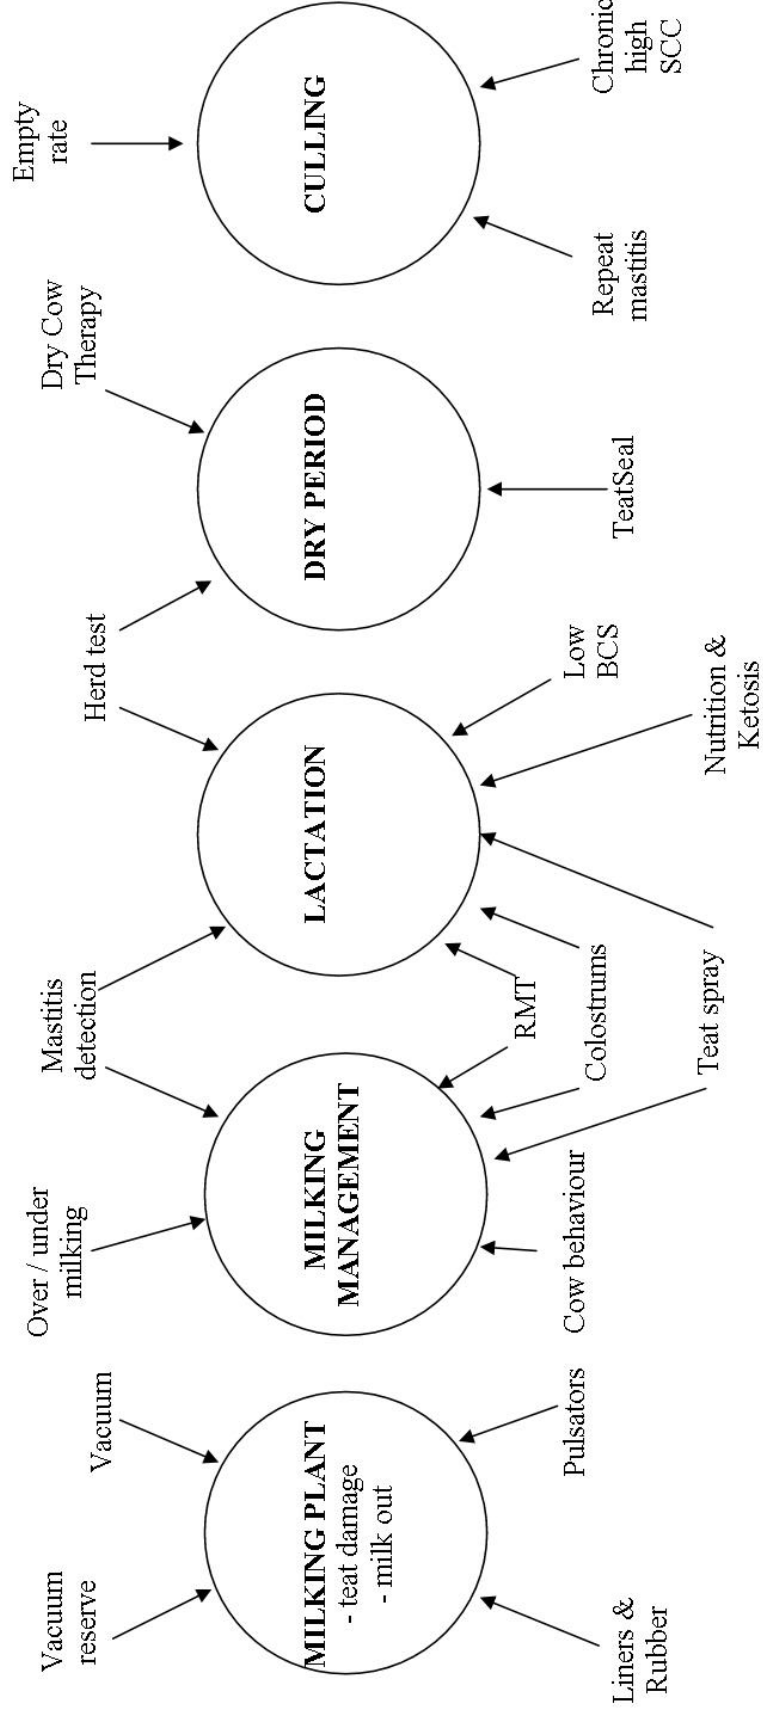 Vacuum
reserve
Vacuum
Over / under
milking
Mastitis
detection
Herd test
Dry Cow
Therapy
Empty
rate
MILKING PLANT
- teat damage
- milk out
MILKING
MANAGEMENT
LACTATION
DRY PERIOD
CULLING
Liners &
Rubber
Pulsators
Cow behaviour
RMT
Colostrums
Teat spray
Low
BCS
Nutrition &
Ketosis
TeatSeal
Repeat
mastitis
Chronic
high
SCC